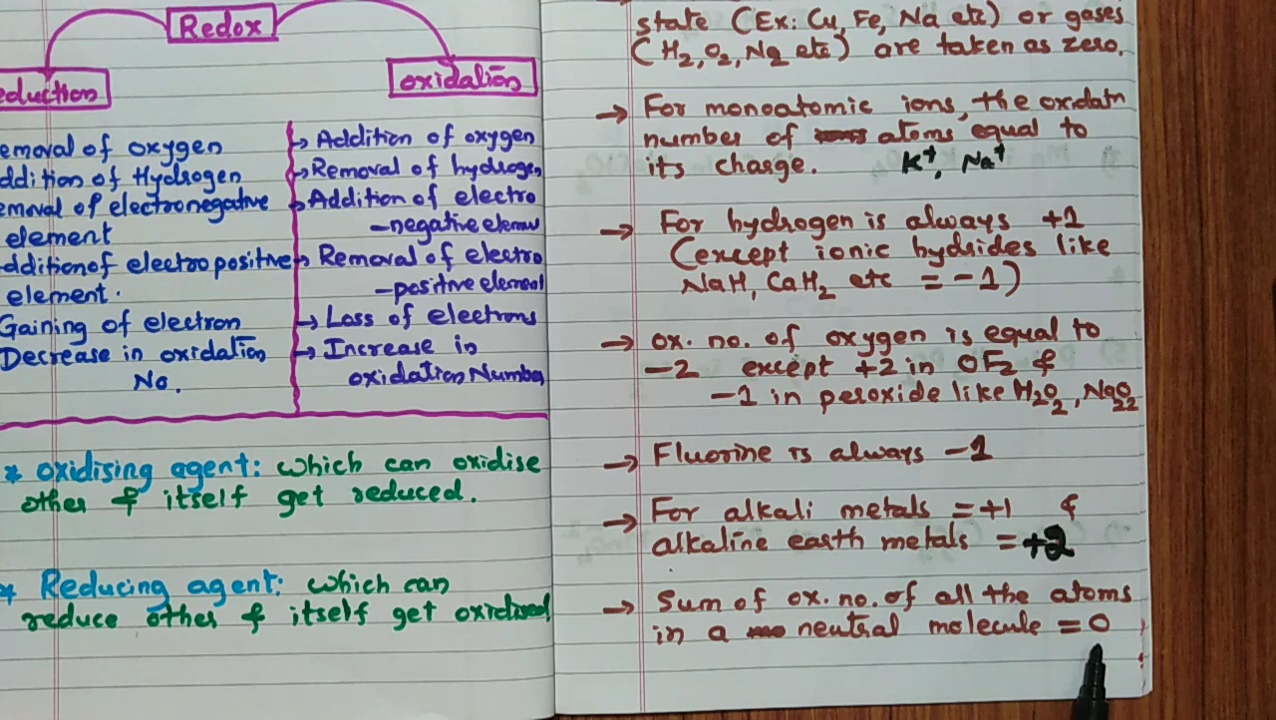 Redox
eduction
oxidation
emoval of oxygen
ddition of Hydrogen
emoval of electronegative
element
ddition of electropositive
element.
Gaining of electron
Decrease in oxidation
No.
→ Addition of oxygen
→ Removal of hydrogen
→ Addition of electro
-negative elemen
→ Removal of electro
-positive element
→ Loss of electrons
→ Increase in
oxidation Number
* oxidising agent: which can oxidise
other & itself get reduced.
* Reducing agent: which can
reduce other & itself get oxidised
state (Ex: Cu, Fe, Na etc) or gases
(H2, O2, N2 etc) are taken as zero.
→ For monoatomic ions, the oxidatn
number of atoms equal to
its charge. K+, Na+
→ For hydrogen is always +1
(except ionic hydrides like
NaH, CaH2 etc = -1)
→ ox. no. of oxygen is equal to
-2 except +2 in OF2 &
-1 in peroxide like H2O2, Na2O2
→ Fluorine is always -1
→ For alkali metals = +1 &
alkaline earth metals = +2
→ Sum of ox. no. of all the atoms
in a neutral molecule = 0